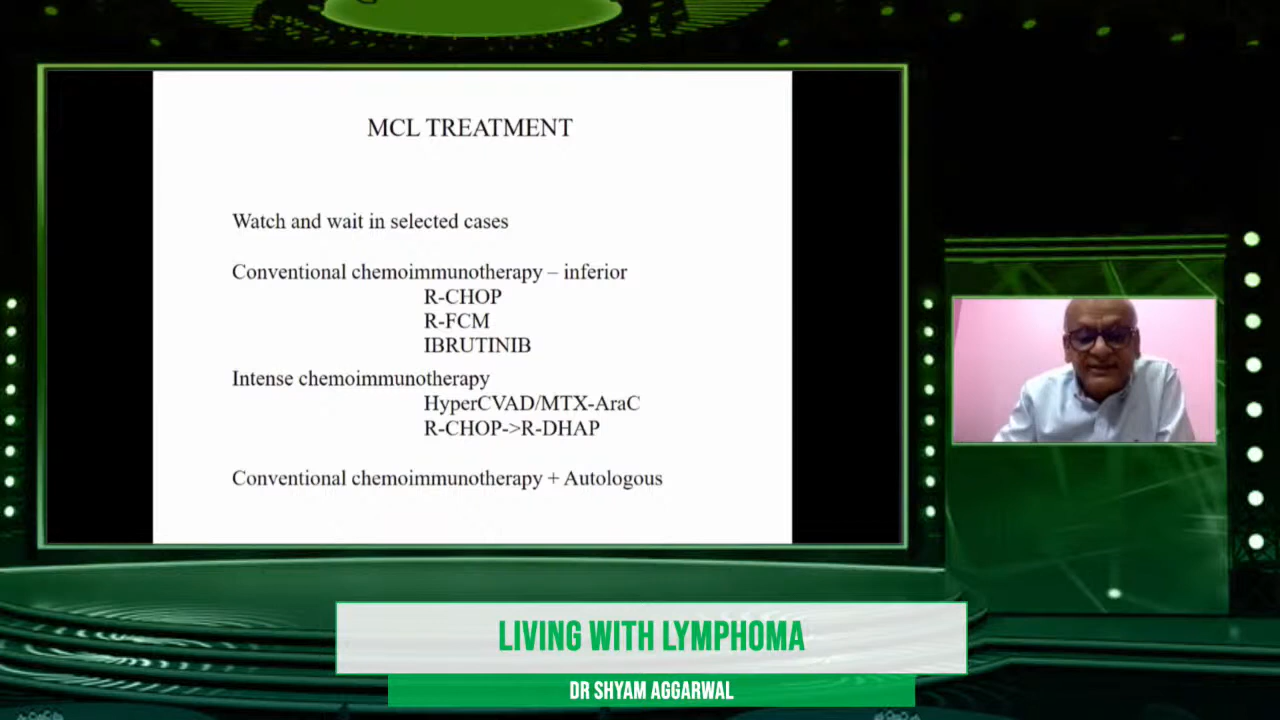 MCL TREATMENT
Watch and wait in selected cases
Conventional chemoimmunotherapy – inferior
R-CHOP
R-FCM
IBRUTINIB
Intense chemoimmunotherapy
HyperCVAD/MTX-AraC
R-CHOP->R-DHAP
Conventional chemoimmunotherapy + Autologous
LIVING WITH LYMPHOMA
DR SHYAM AGGARWAL